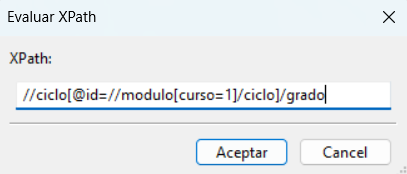 Evaluar XPath
XPath:
//ciclo[@id=//modulo[curso=1]/ciclo]/grado
Aceptar
Cancel